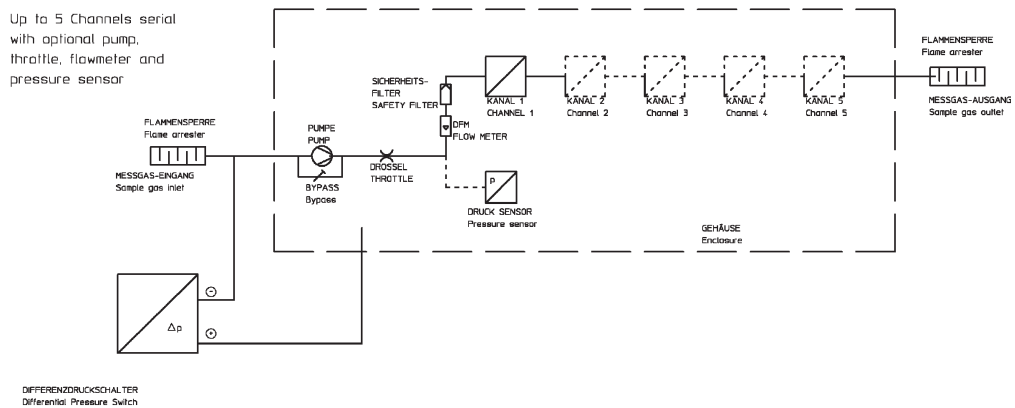 Up to 5 Channels serial
with optional pump,
throttle, flowmeter and
pressure sensor
FLAMMENSPERRE
Flame arrester
MESSGAS-EINGANG
Sample gas inlet
PUMPE
PUMP
BYPASS
Bypass
DROSSEL
THROTTLE
SICHERHEITS-
FILTER
SAFETY FILTER
DFM
FLOW METER
P
DRUCK SENSOR
Pressure sensor
KANAL 1
CHANNEL 1
KANAL 2
Channel 2
KANAL 3
Channel 3
KANAL 4
Channel 4
KANAL 5
Channel 5
FLAMMENSPERRE
Flame arrester
MESSGAS-AUSGANG
Sample gas outlet
GEHÄUSE
Enclosure
Δp
-
+
DIFFERENZDRUCKSCHALTER
Differential Pressure Switch